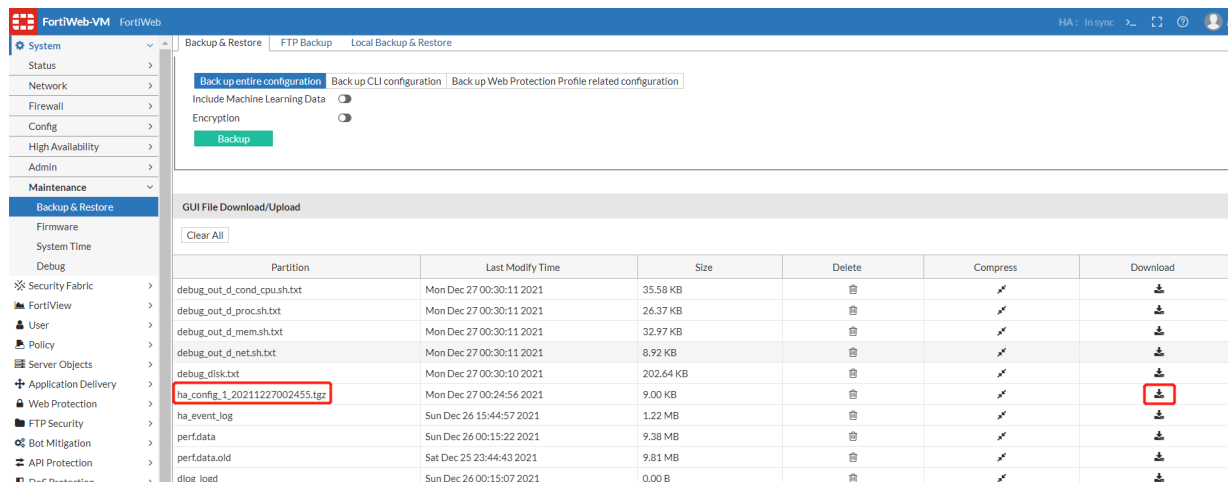 FortiWeb-VM FortiWeb HA: In sync >_
System
Status
Network
Firewall
Config
High Availability
Admin
Maintenance
Backup & Restore
Firmware
System Time
Debug
Security Fabric
FortiView
User
Policy
Server Objects
Application Delivery
Web Protection
FTP Security
Bot Mitigation
API Protection
DoS Protection
Backup & Restore FTP Backup Local Backup & Restore
Back up entire configuration Back up CLI configuration Back up Web Protection Profile related configuration
Include Machine Learning Data
Encryption
Backup
GUI File Download/Upload
Clear All
Partition Last Modify Time Size Delete Compress Download
debug_out_d_cond_cpu.sh.txt Mon Dec 27 00:30:11 2021 35.58 KB
debug_out_d_proc.sh.txt Mon Dec 27 00:30:11 2021 26.37 KB
debug_out_d_mem.sh.txt Mon Dec 27 00:30:11 2021 32.97 KB
debug_out_d_net.sh.txt Mon Dec 27 00:30:11 2021 8.92 KB
debug_disk.txt Mon Dec 27 00:30:10 2021 202.64 KB
ha_config_1_20211227002455.tgz Mon Dec 27 00:24:56 2021 9.00 KB
ha_event_log Sun Dec 26 15:44:57 2021 1.22 MB
perf.data Sun Dec 26 00:15:22 2021 9.38 MB
perf.data.old Sat Dec 25 23:44:43 2021 9.81 MB
dlog_logd Sun Dec 26 00:15:07 2021 0.00 B